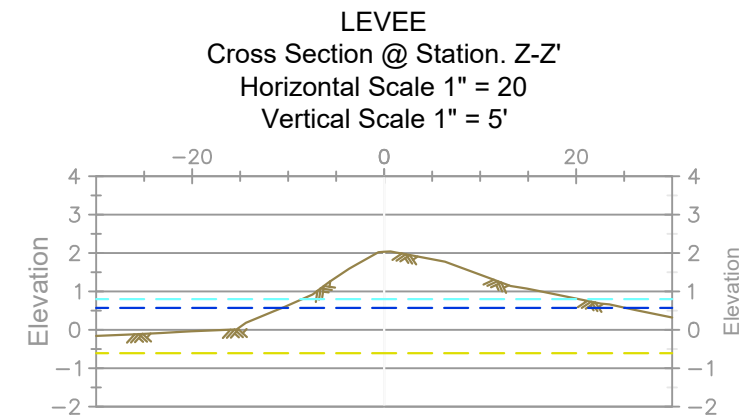 LEVEE
Cross Section @ Station. Z-Z'
Horizontal Scale 1" = 20
Vertical Scale 1" = 5'
−20 0 20
4 4
3 3
2 2
1 1
0 0
−1 −1
−2 −2
Elevation
Elevation